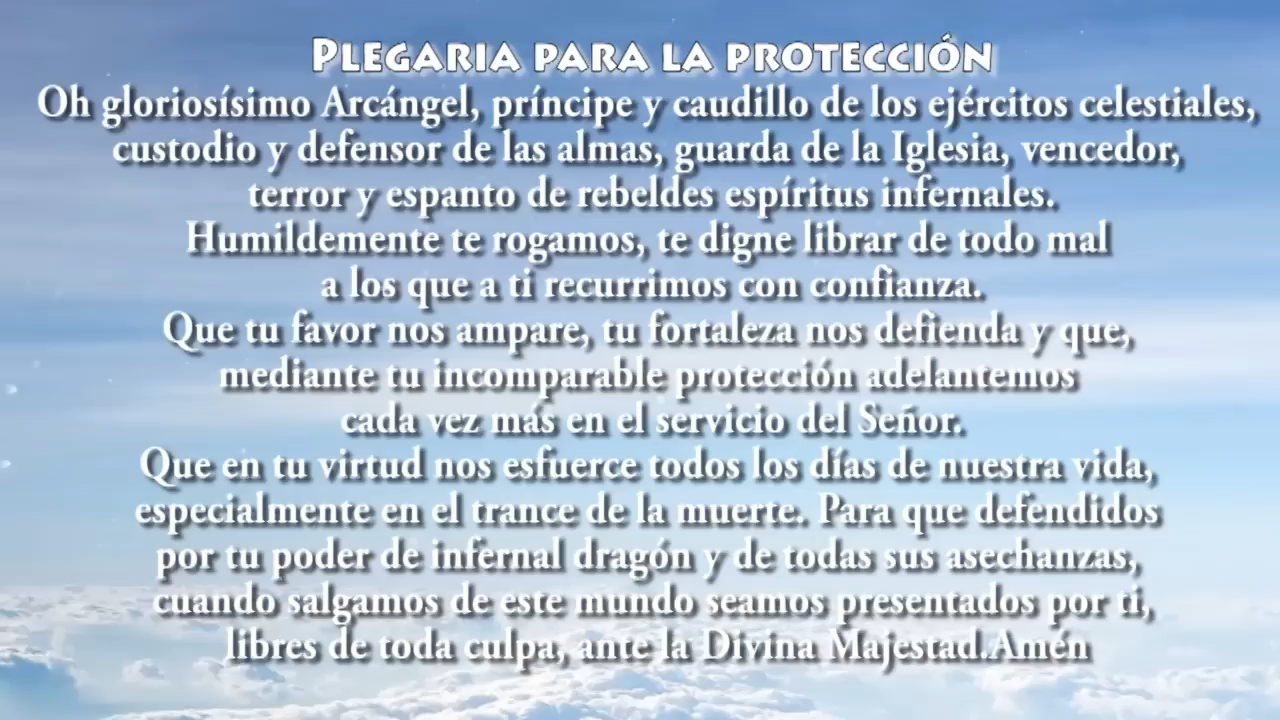 PLEGARIA PARA LA PROTECCIÓN
Oh gloriosísimo Arcángel, príncipe y caudillo de los ejércitos celestiales,
custodio y defensor de las almas, guarda de la Iglesia, vencedor,
terror y espanto de rebeldes espíritus infernales.
Humildemente te rogamos, te digne librar de todo mal
a los que a ti recurrimos con confianza.
Que tu favor nos ampare, tu fortaleza nos defienda y que,
mediante tu incomparable protección adelantemos
cada vez más en el servicio del Señor.
Que en tu virtud nos esfuerce todos los días de nuestra vida,
especialmente en el trance de la muerte. Para que defendidos
por tu poder de infernal dragón y de todas sus asechanzas,
cuando salgamos de este mundo seamos presentados por ti,
libres de toda culpa, ante la Divina Majestad.Amén